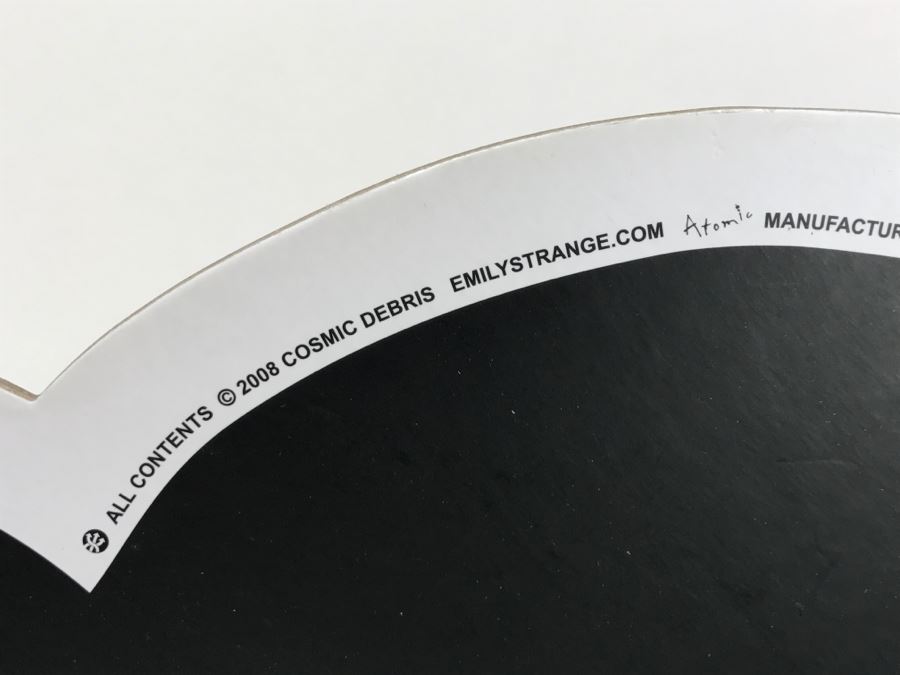 ALL CONTENTS © 2008 COSMIC DEBRIS EMILYSTRANGE.COM Atomic MANUFACTUR